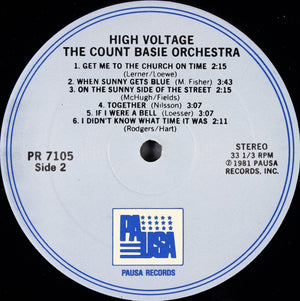 HIGH VOLTAGE
THE COUNT BASIE ORCHESTRA
1. GET ME TO THE CHURCH ON TIME 2:15
(Lerner/Loewe)
2. WHEN SUNNY GETS BLUE (M. Fisher) 3:43
3. ON THE SUNNY SIDE OF THE STREET 2:15
(McHugh/Fields)
4. TOGETHER (Nilsson) 3:07
5. IF I WERE A BELL (Loesser) 3:07
6. I DIDN'T KNOW WHAT TIME IT WAS 2:11
(Rodgers/Hart)
PR 7105
Side 2
STEREO
33 1/3 RPM
℗1981 PAUSA
RECORDS, INC.
PAUSA
PAUSA RECORDS